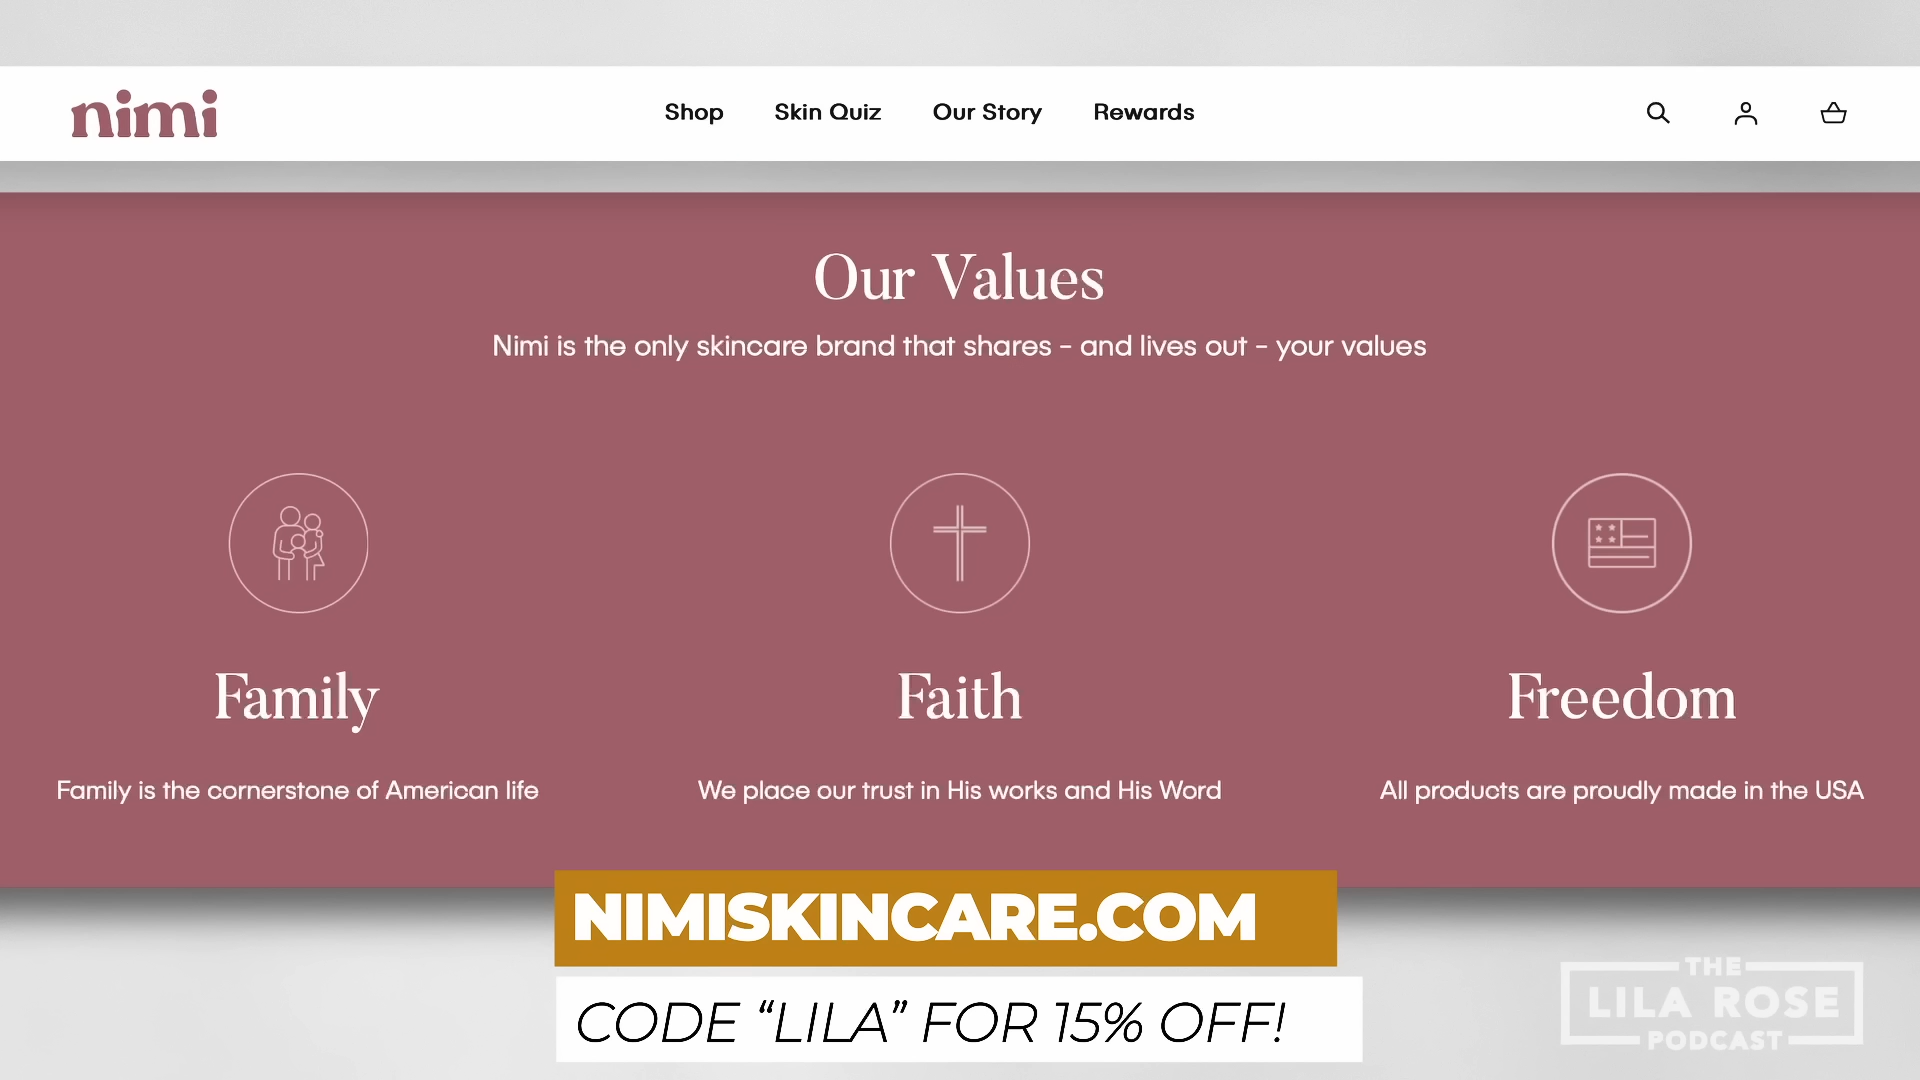 nimi
Shop Skin Quiz Our Story Rewards
Our Values
Nimi is the only skincare brand that shares - and lives out - your values
Family
Family is the cornerstone of American life
Faith
We place our trust in His works and His Word
Freedom
All products are proudly made in the USA
NIMISKINCARE.COM
CODE “LILA” FOR 15% OFF!
THE
LILA ROSE
PODCAST